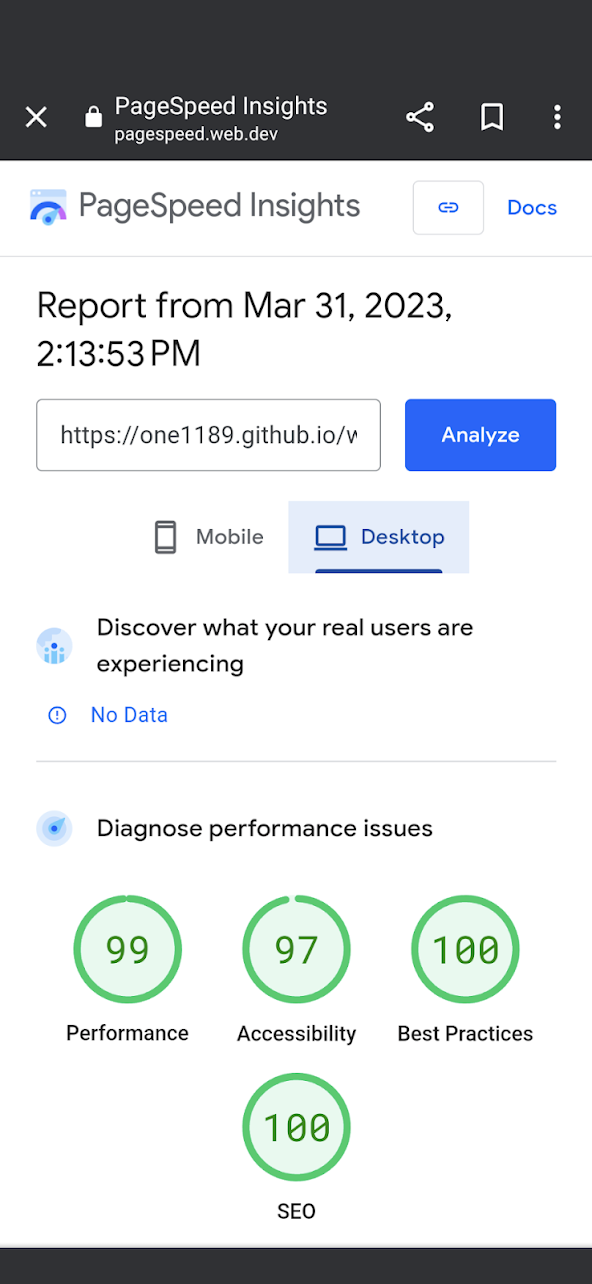 PageSpeed Insights
pagespeed.web.dev
PageSpeed Insights
Docs
Report from Mar 31, 2023,
2:13:53 PM
https://one1189.github.io/w
Analyze
Mobile
Desktop
Discover what your real users are
experiencing
No Data
Diagnose performance issues
99
97
100
Performance
Accessibility
Best Practices
100
SEO